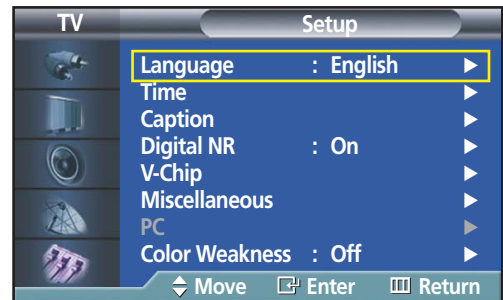 TV Setup
Language : English
Time
Caption
Digital NR : On
V-Chip
Miscellaneous
PC
Color Weakness : Off
Move Enter Return